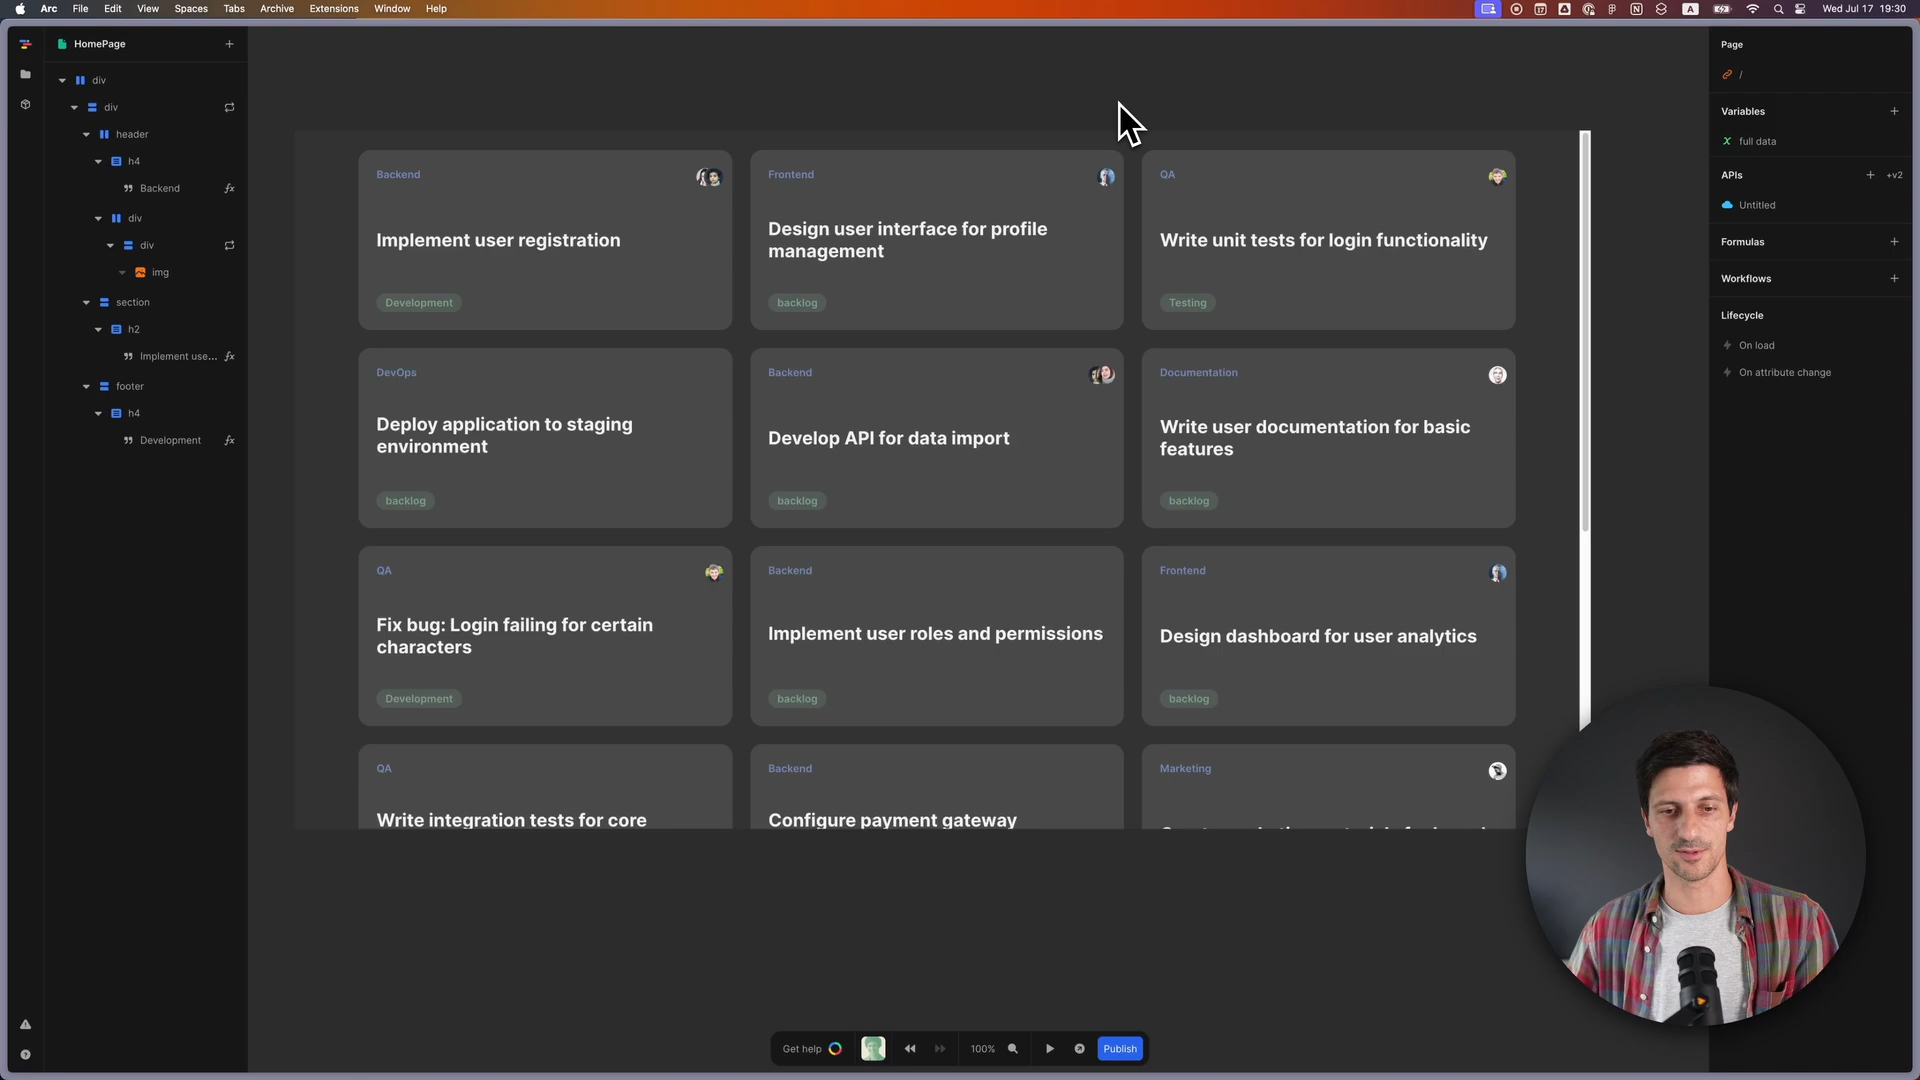 Arc File Edit View Spaces Tabs Archive Extensions Window Help
A
Wed Jul 17 19:30
HomePage
div
div
header
h4
Backend
div
div
img
section
h2
Implement use...
footer
h4
Development
Backend
Implement user registration
Development
Frontend
Design user interface for profile
management
backlog
QA
Write unit tests for login functionality
Testing
DevOps
Deploy application to staging
environment
backlog
Backend
Develop API for data import
backlog
Documentation
Write user documentation for basic
features
backlog
QA
Fix bug: Login failing for certain
characters
Development
Backend
Implement user roles and permissions
backlog
Frontend
Design dashboard for user analytics
backlog
QA
Write integration tests for core
Backend
Configure payment gateway
Marketing
Page
/
Variables
full data
APIs +v2
Untitled
Formulas
Workflows
Lifecycle
On load
On attribute change
Get help
100%
Publish